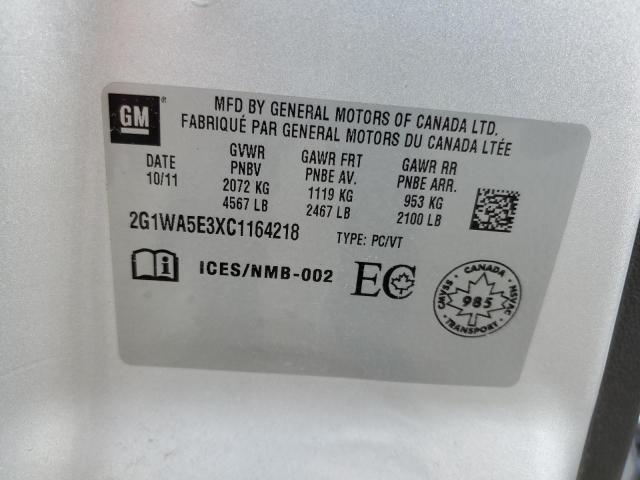 GM®
MFD BY GENERAL MOTORS OF CANADA LTD.
FABRIQUÉ PAR GENERAL MOTORS DU CANADA LTÉE
DATE GVWR GAWR FRT GAWR RR
10/11 PNBV PNBE AV. PNBE ARR.
2072 KG 1119 KG 953 KG
4567 LB 2467 LB 2100 LB
2G1WA5E3XC1164218 TYPE: PC/VT
i ICES/NMB-002 EC
CANADA
CMVSS 985 NSVAC
TRANSPORT